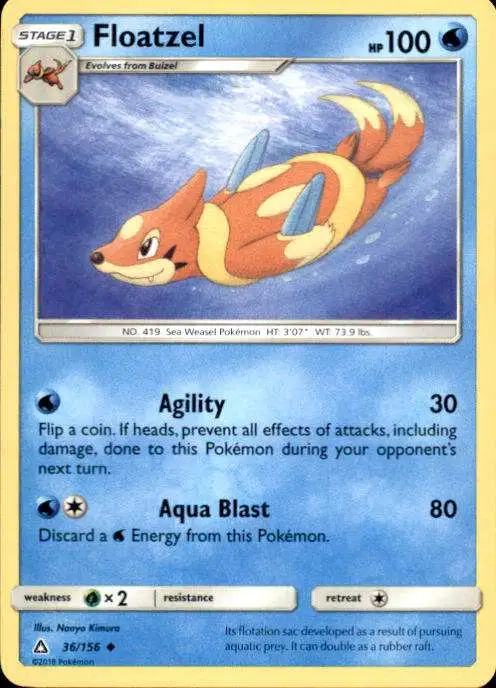 STAGE 1 Floatzel HP 100
Evolves from Buizel
NO. 419 Sea Weasel Pokémon HT: 3'07" WT: 73.9 lbs.
Agility 30
Flip a coin. If heads, prevent all effects of attacks, including
damage, done to this Pokémon during your opponent's
next turn.
Aqua Blast 80
Discard a Energy from this Pokémon.
weakness × 2 resistance retreat
Illus. Naoyo Kimura
36/156
©2018 Pokémon
Its flotation sac developed as a result of pursuing
aquatic prey. It can double as a rubber raft.